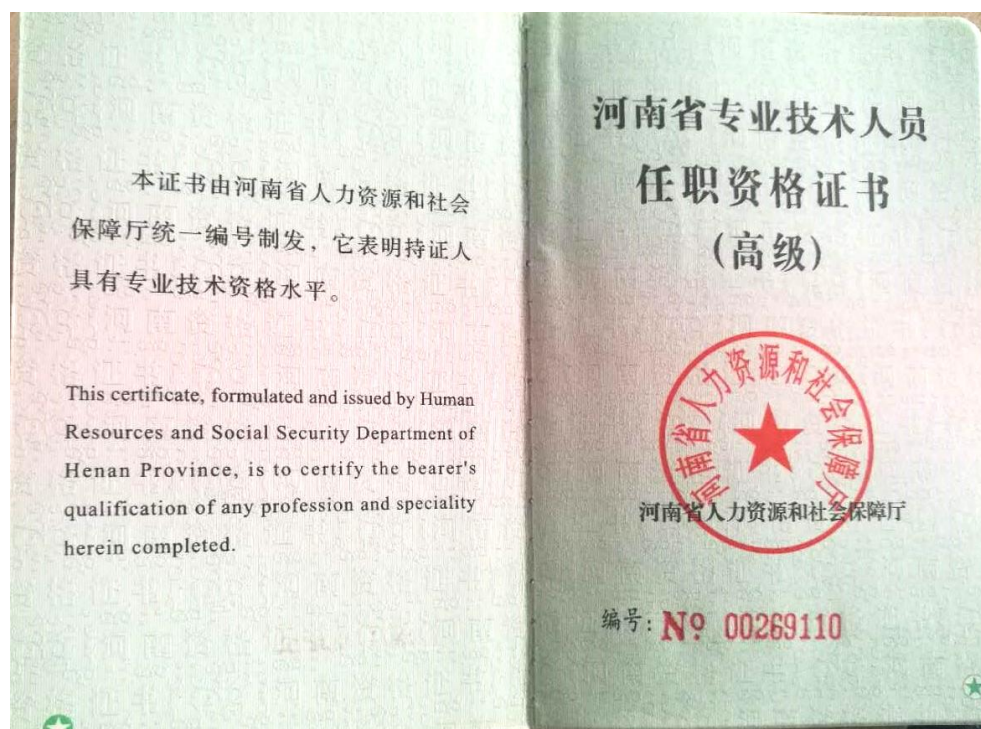 本证书由河南省人力资源和社会
保障厅统一编号制发，它表明持证人
具有专业技术资格水平。
This certificate, formulated and issued by Human
Resources and Social Security Department of
Henan Province, is to certify the bearer's
qualification of any profession and speciality
herein completed.
河南省专业技术人员
任职资格证书
(高级)
河南省人力资源和社会保障厅
河南省人力资源和社会保障厅
编号: № 00269110